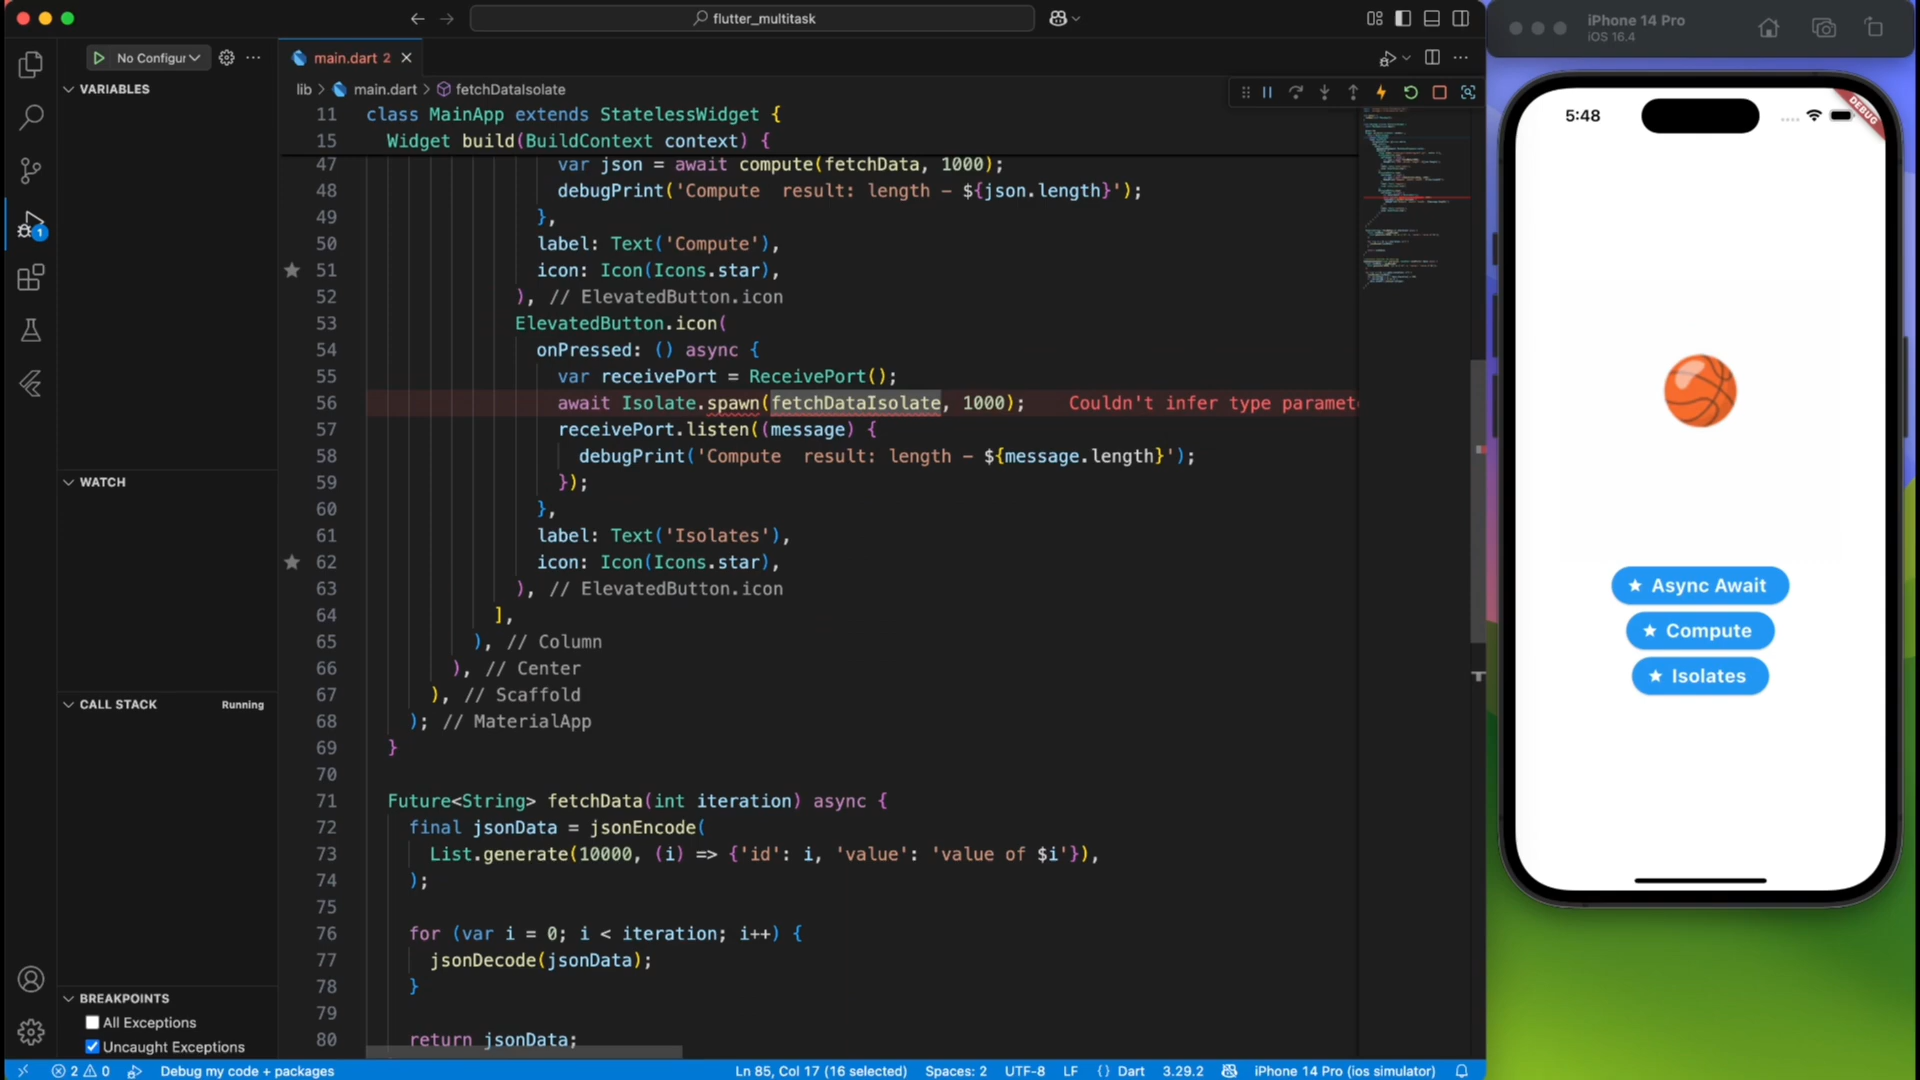 flutter_multitask
No Configur
main.dart 2
lib > main.dart > fetchDataIsolate
VARIABLES
WATCH
CALL STACK Running
BREAKPOINTS
All Exceptions
Uncaught Exceptions
1
11 class MainApp extends StatelessWidget {
15 Widget build(BuildContext context) {
47 var json = await compute(fetchData, 1000);
48 debugPrint('Compute  result: length - ${json.length}');
49 },
50 label: Text('Compute'),
51 icon: Icon(Icons.star),
52 ), // ElevatedButton.icon
53 ElevatedButton.icon(
54 onPressed: () async {
55 var receivePort = ReceivePort();
56 await Isolate.spawn(fetchDataIsolate, 1000); Couldn't infer type paramet
57 receivePort.listen((message) {
58 debugPrint('Compute  result: length - ${message.length}');
59 });
60 },
61 label: Text('Isolates'),
62 icon: Icon(Icons.star),
63 ), // ElevatedButton.icon
64 ],
65 ), // Column
66 ), // Center
67 ), // Scaffold
68 ); // MaterialApp
69 }
70
71 Future<String> fetchData(int iteration) async {
72 final jsonData = jsonEncode(
73 List.generate(10000, (i) => {'id': i, 'value': 'value of $i'}),
74 );
75
76 for (var i = 0; i < iteration; i++) {
77 jsonDecode(jsonData);
78 }
79
80 return jsonData;
2 0 Debug my code + packages Ln 85, Col 17 (16 selected) Spaces: 2 UTF-8 LF {} Dart 3.29.2 iPhone 14 Pro (ios simulator)
iPhone 14 Pro
iOS 16.4
5:48
DEBUG
Async Await
Compute
Isolates